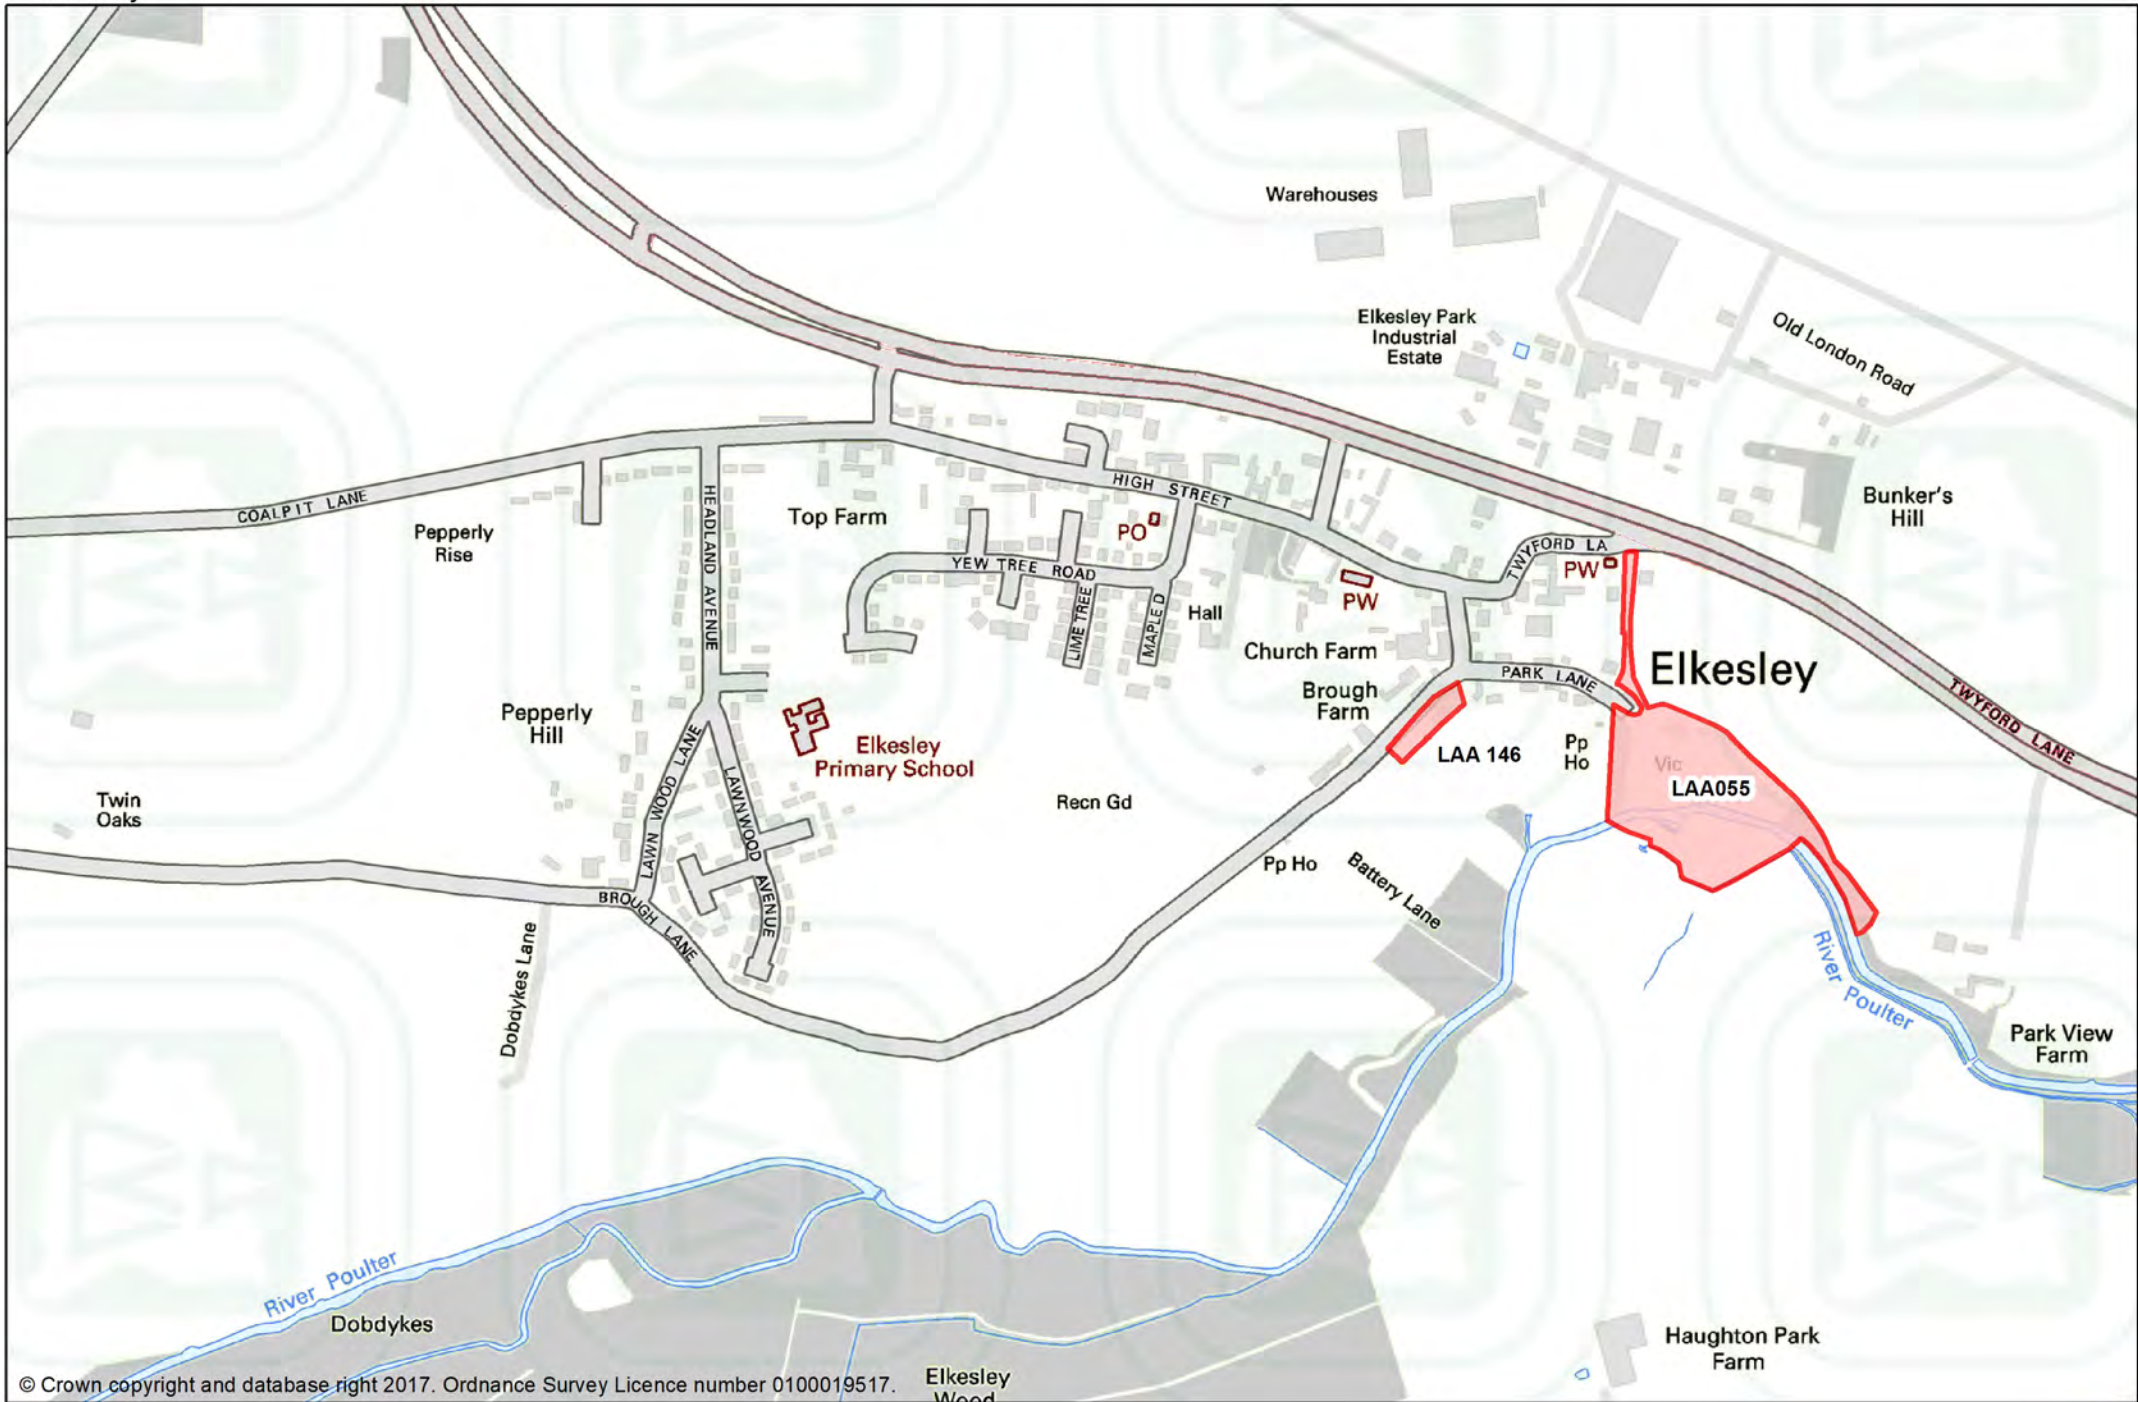 Warehouses
Elkesley Park
Industrial
Estate
Old London Road
COALPIT LANE
Pepperly
Rise
HEADLAND AVENUE
Top Farm
HIGH STREET
PO
YEW TREE ROAD
LIME TREE
MAPLE D
Hall
PW
TWYFORD LA
PW
Bunker's
Hill
Church Farm
Brough
Farm
PARK LANE
Elkesley
TWYFORD LANE
Pepperly
Hill
LAWN WOOD LANE
LAWNWOOD AVENUE
Elkesley
Primary School
LAA 146
Pp
Ho
Vic
LAA055
Twin
Oaks
Recn Gd
BROUGH LANE
Pp Ho
Battery Lane
Dobdykes Lane
River Poulter
Park View
Farm
River Poulter
Dobdykes
Haughton Park
Farm
Elkesley
Wood
© Crown copyright and database right 2017. Ordnance Survey Licence number 0100019517.